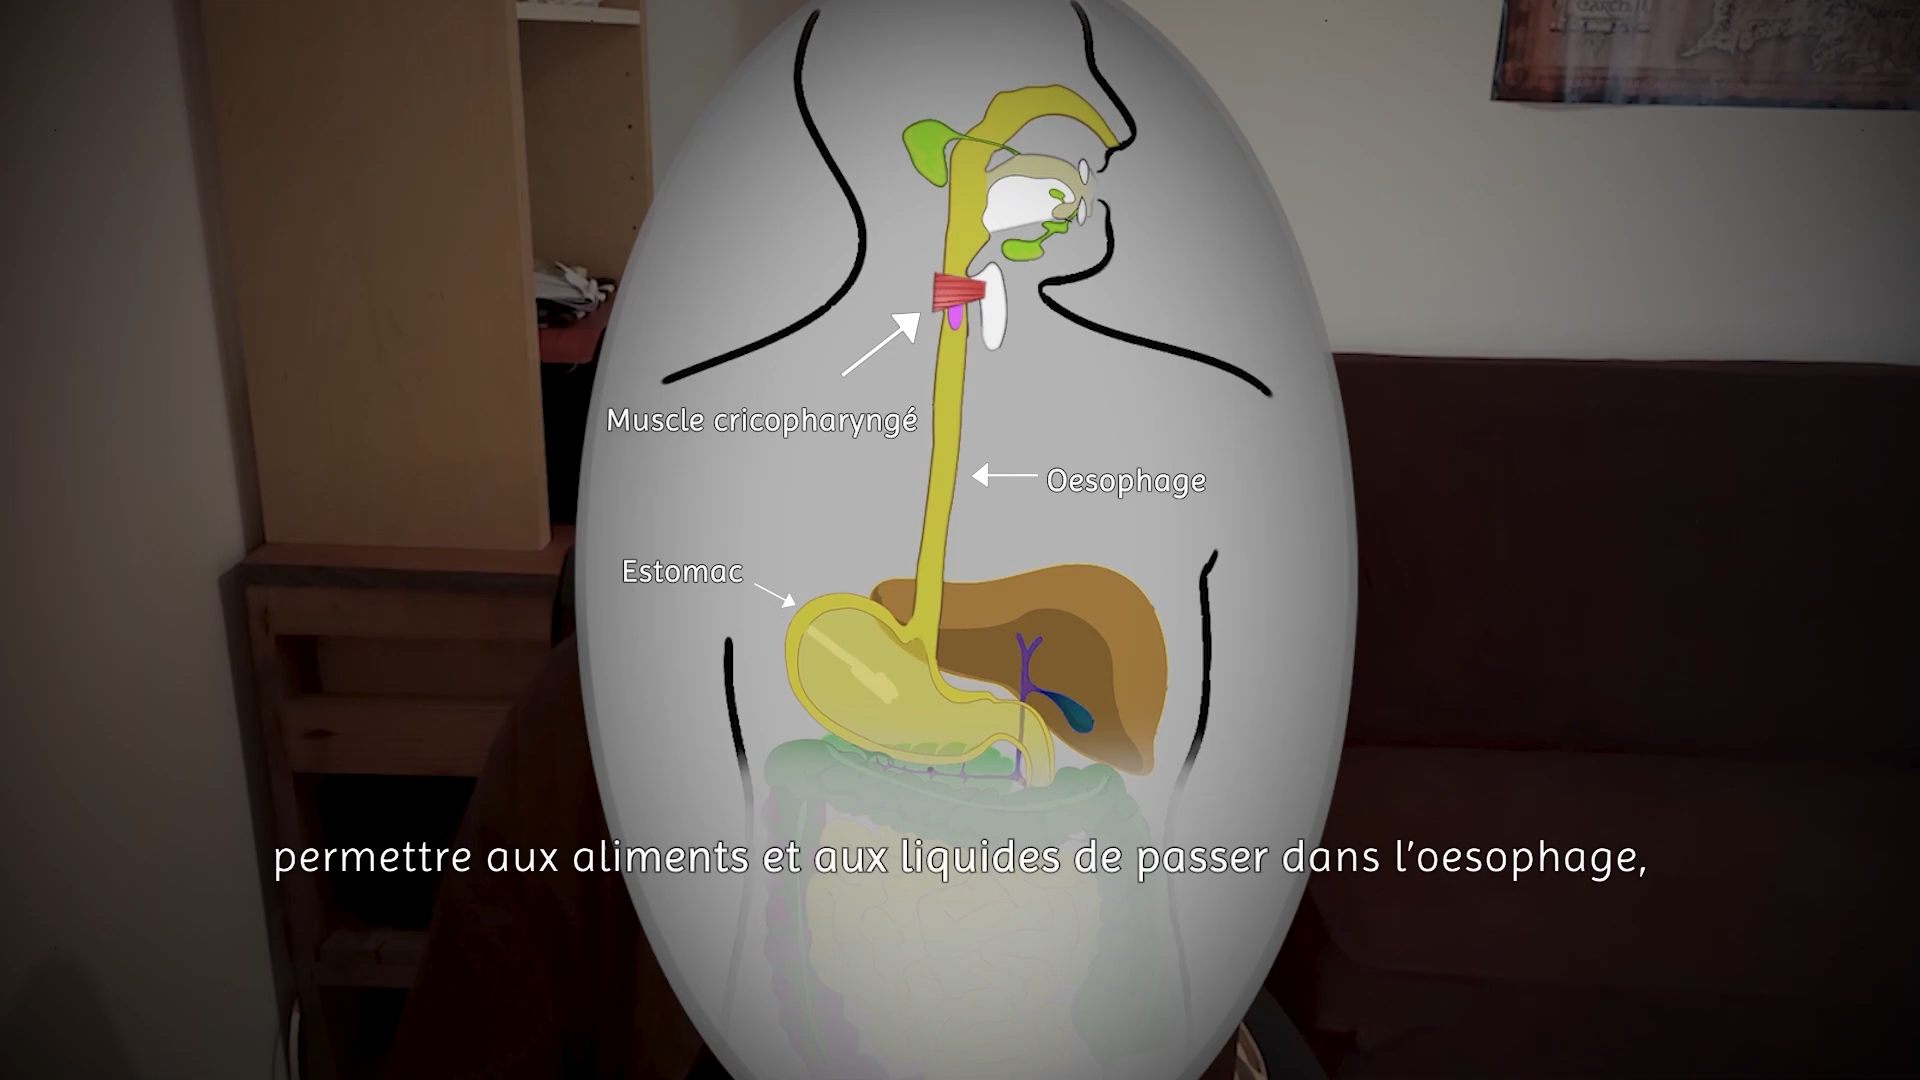 Muscle cricopharyngé
Oesophage
Estomac
permettre aux aliments et aux liquides de passer dans l'oesophage,